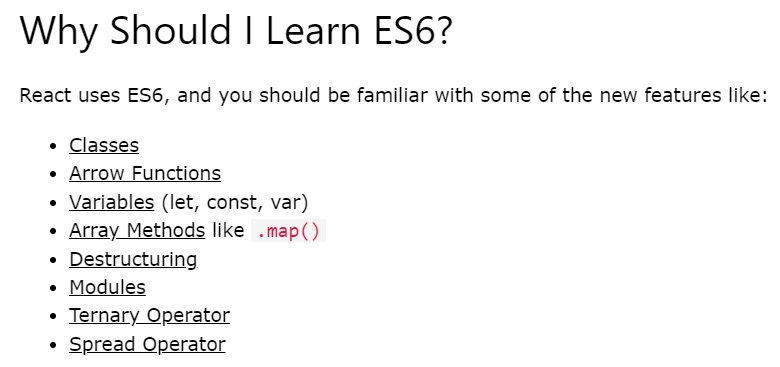 Why Should I Learn ES6?
React uses ES6, and you should be familiar with some of the new features like:
• Classes
• Arrow Functions
• Variables (let, const, var)
• Array Methods like .map()
• Destructuring
• Modules
• Ternary Operator
• Spread Operator